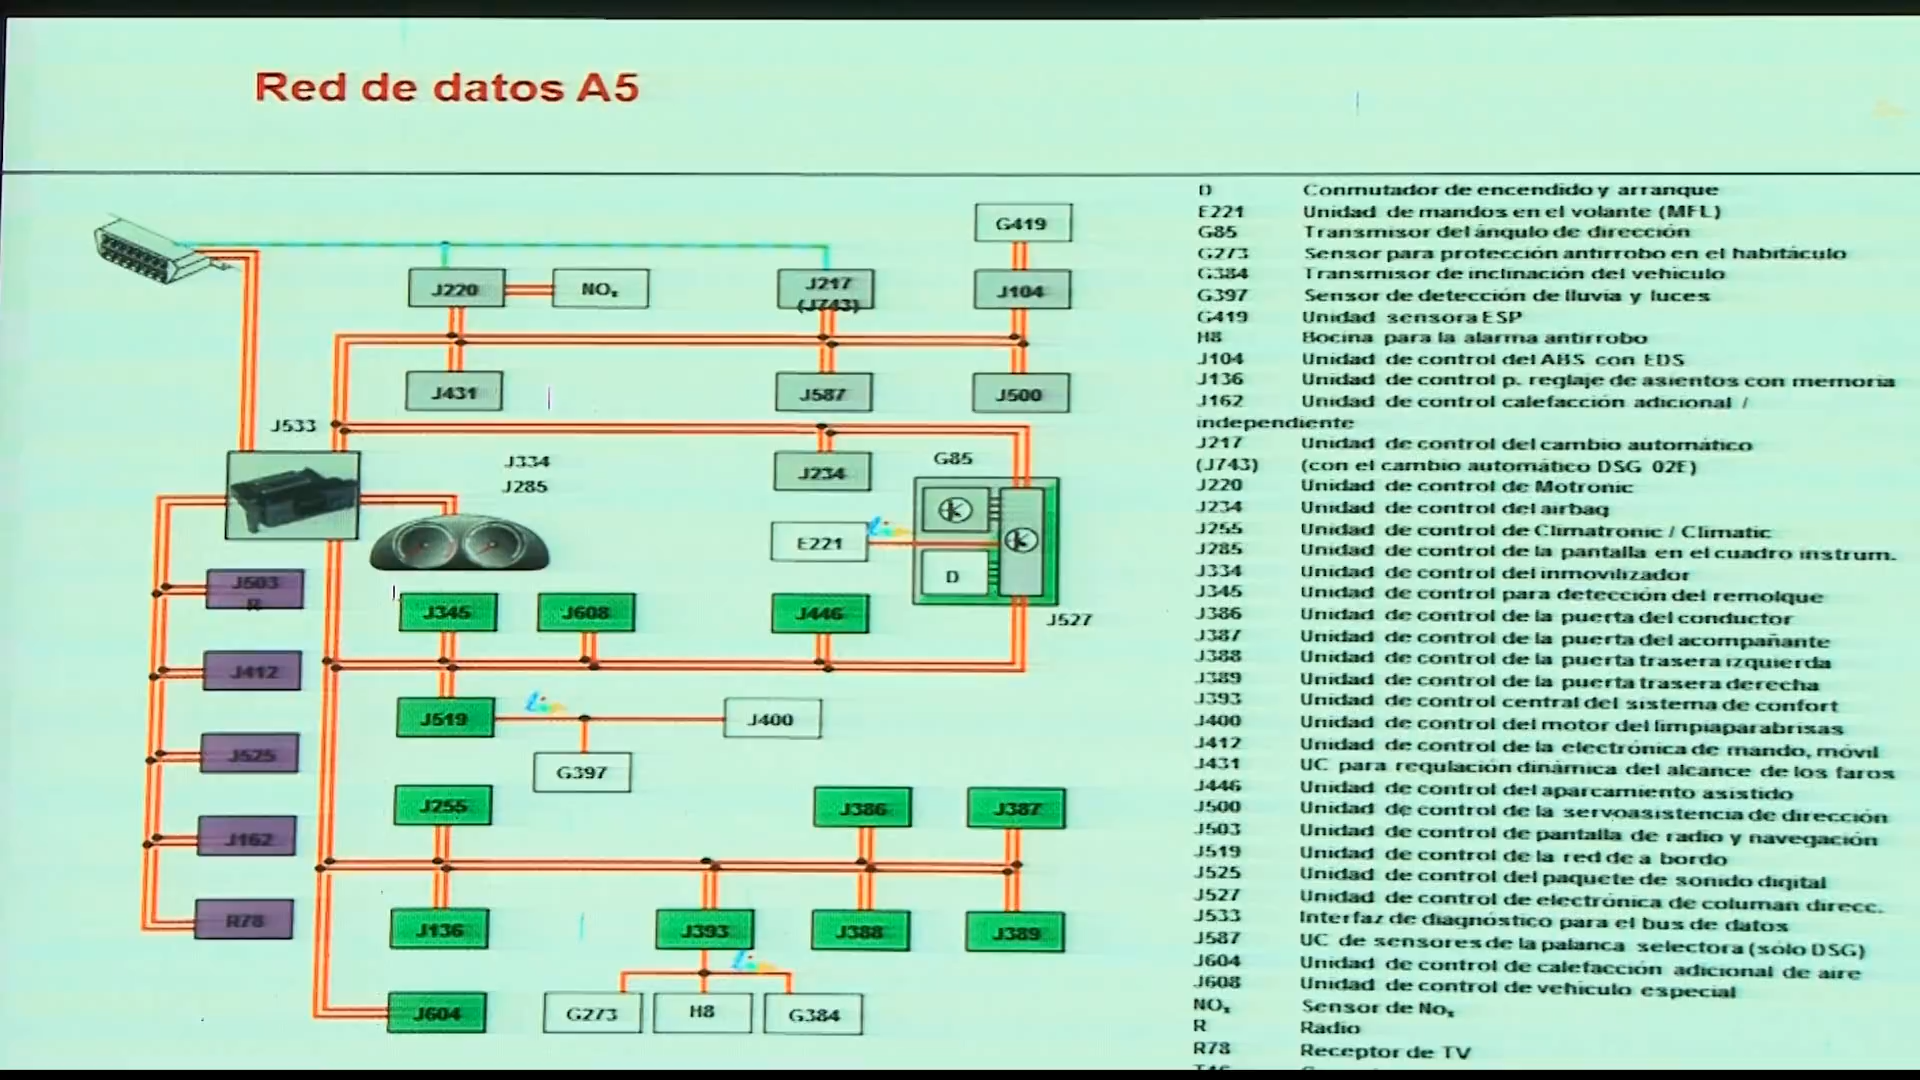 Red de datos A5
G419
J220
NOx
J217
(J743)
J104
J431
J587
J500
J533
J334
J285
J234
G85
E221
D
J527
J503
R
J345
J608
J446
J412
J519
J400
G397
J525
J255
J386
J387
J162
R78
J136
J393
J388
J389
J604
G273
H8
G384
D Conmutador de encendido y arranque
E221 Unidad de mandos en el volante (MFL)
G85 Transmisor del ángulo de dirección
G273 Sensor para protección antirrobo en el habitáculo
G384 Transmisor de inclinación del vehículo
G397 Sensor de detección de lluvia y luces
G419 Unidad sensora ESP
H8 Bocina para la alarma antirrobo
J104 Unidad de control del ABS con EDS
J136 Unidad de control p. reglaje de asientos con memoria
J162 Unidad de control calefacción adicional /
independiente
J217 Unidad de control del cambio automático
(J743) (con el cambio automático DSG 02E)
J220 Unidad de control de Motronic
J234 Unidad de control del airbag
J255 Unidad de control de Climatronic / Climatic
J285 Unidad de control de la pantalla en el cuadro instrum.
J334 Unidad de control del inmovilizador
J345 Unidad de control para detección del remolque
J386 Unidad de control de la puerta del conductor
J387 Unidad de control de la puerta del acompañante
J388 Unidad de control de la puerta trasera izquierda
J389 Unidad de control de la puerta trasera derecha
J393 Unidad de control central del sistema de confort
J400 Unidad de control del motor del limpiaparabrisas
J412 Unidad de control de la electrónica de mando, móvil
J431 UC para regulación dinámica del alcance de los faros
J446 Unidad de control del aparcamiento asistido
J500 Unidad de control de la servoasistencia de dirección
J503 Unidad de control de pantalla de radio y navegación
J519 Unidad de control de la red de a bordo
J525 Unidad de control del paquete de sonido digital
J527 Unidad de control de electrónica de columan direcc.
J533 Interfaz de diagnóstico para el bus de datos
J587 UC de sensores de la palanca selectora (sólo DSG)
J604 Unidad de control de calefacción adicional de aire
J608 Unidad de control de vehículo especial
NOx Sensor de Nox
R Radio
R78 Receptor de TV